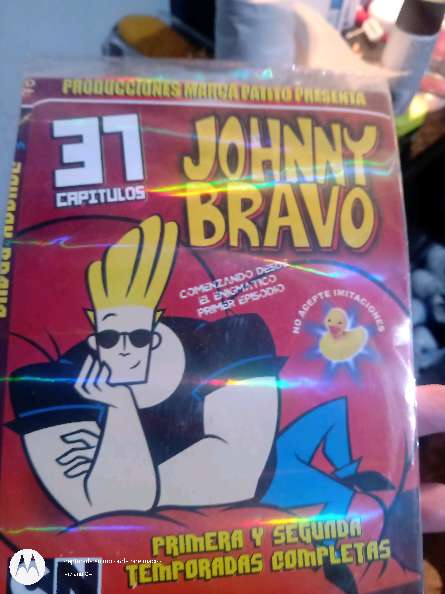 PRODUCCIONES MARCA PATITO PRESENTA
37
CAPITULOS
JOHNNY
BRAVO
COMENZANDO DESDE
EL ENIGMATICO
PRIMER EPISODIO
NO ACEPTE IMITACIONES
PRIMERA Y SEGUNDA
TEMPORADAS COMPLETAS